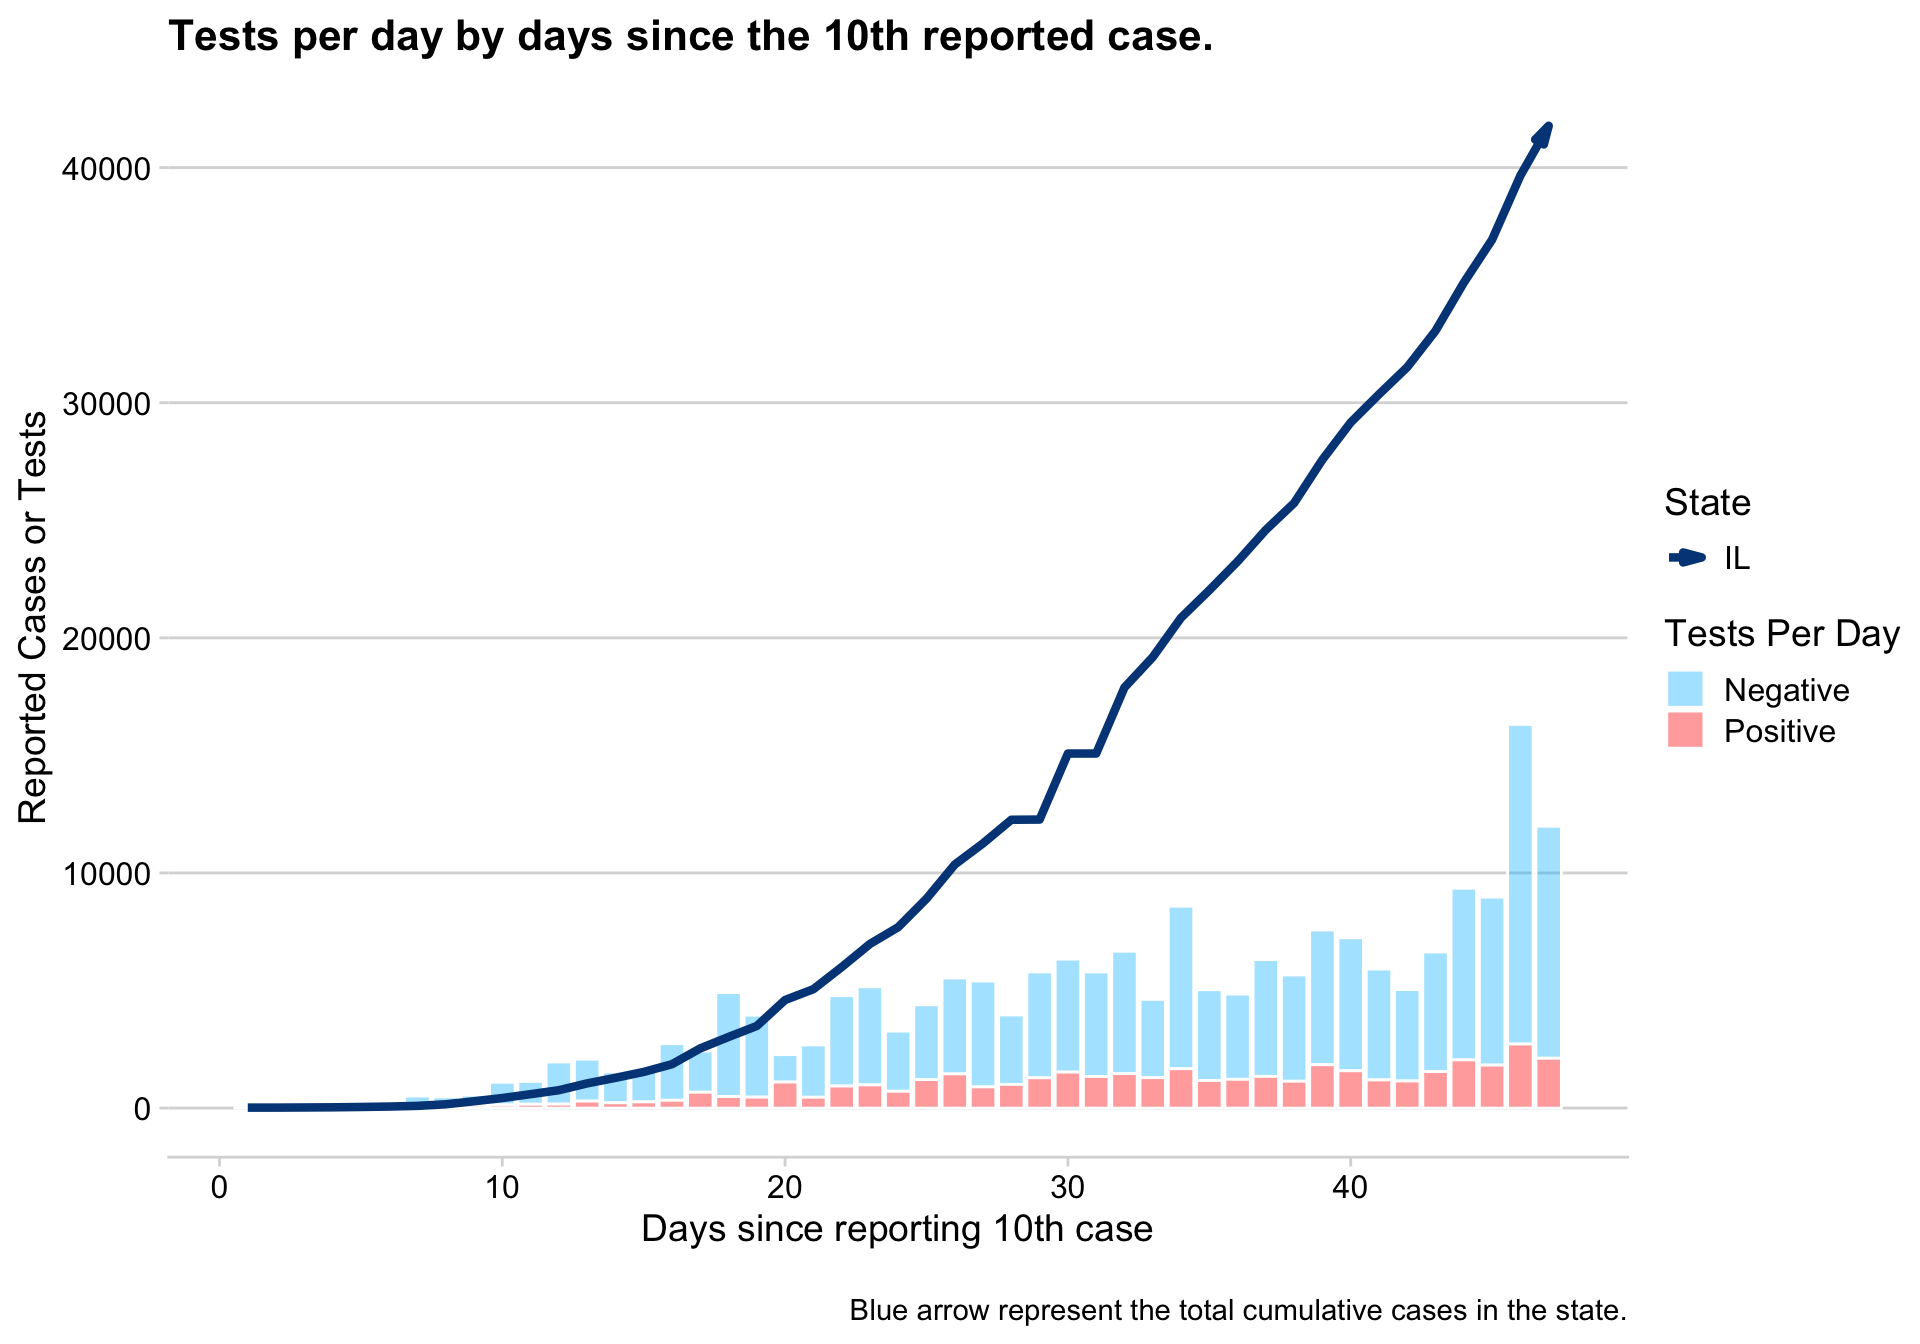 Tests per day by days since the 10th reported case.
Reported Cases or Tests
40000
30000
20000
10000
0
0 10 20 30 40
Days since reporting 10th case
State
IL
Tests Per Day
Negative
Positive
Blue arrow represent the total cumulative cases in the state.